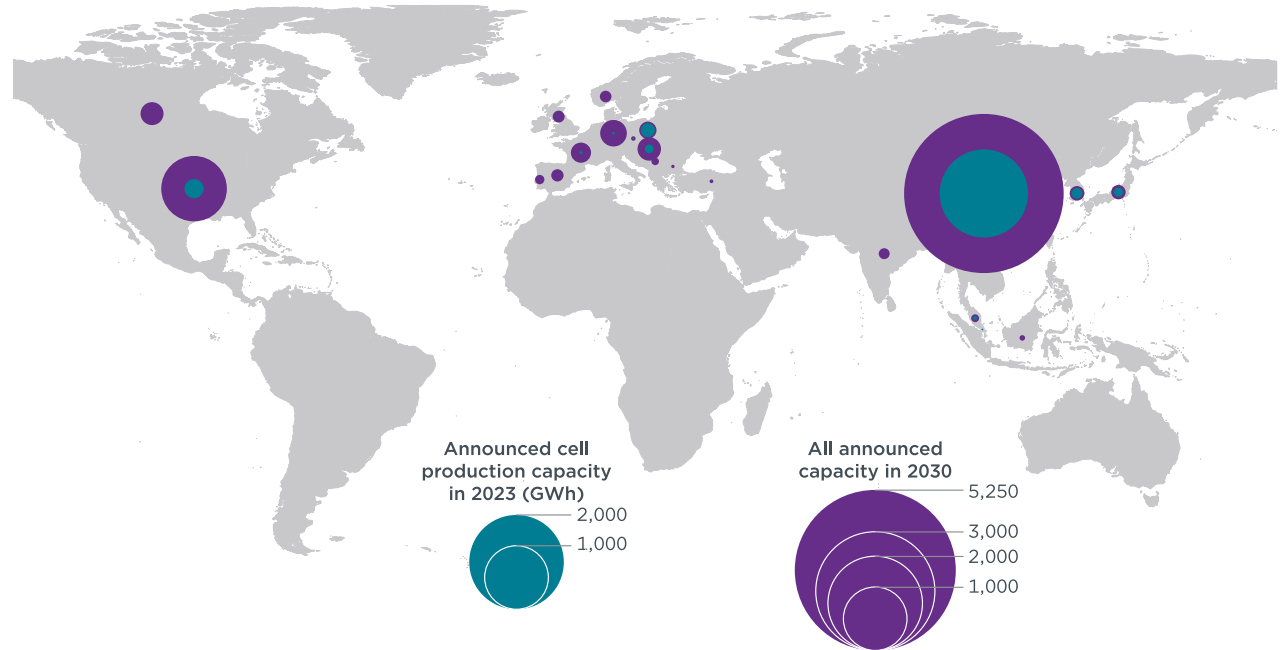 Announced cell
production capacity
in 2023 (GWh)
2,000
1,000
All announced
capacity in 2030
5,250
3,000
2,000
1,000